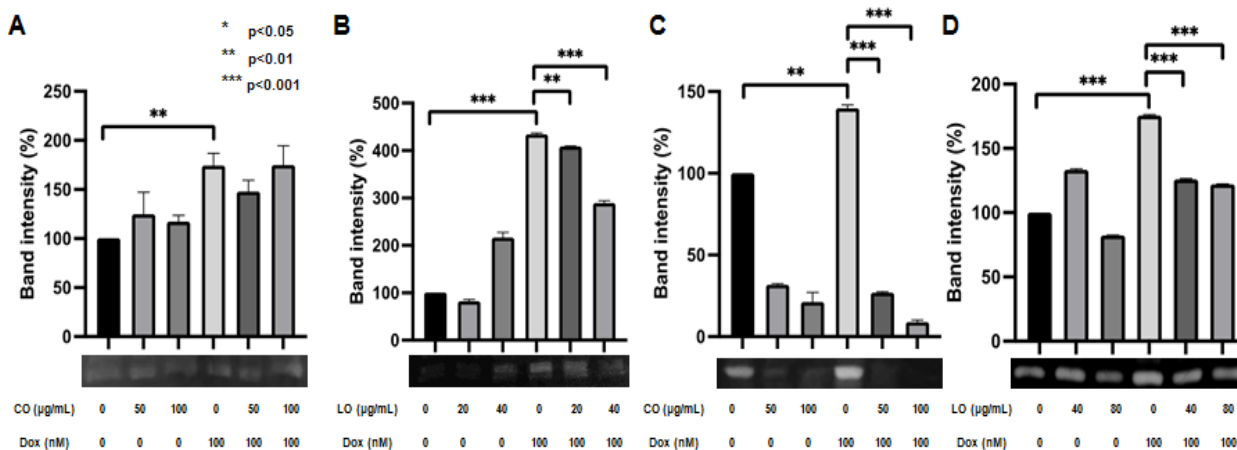 A
B
C
D
* p<0.05
** p<0.01
*** p<0.001
**
Band intensity (%)
250
200
150
100
50
0
***
**
***
Band intensity (%)
500
400
300
200
100
0
**
***
***
Band intensity (%)
150
100
50
0
***
***
***
Band intensity (%)
200
150
100
50
0
CO (µg/mL) 0 50 100 0 50 100
Dox (nM) 0 0 0 100 100 100
LO (µg/mL) 0 20 40 0 20 40
Dox (nM) 0 0 0 100 100 100
CO (µg/mL) 0 50 100 0 50 100
Dox (nM) 0 0 0 100 100 100
LO (µg/mL) 0 40 80 0 40 80
Dox (nM) 0 0 0 100 100 100